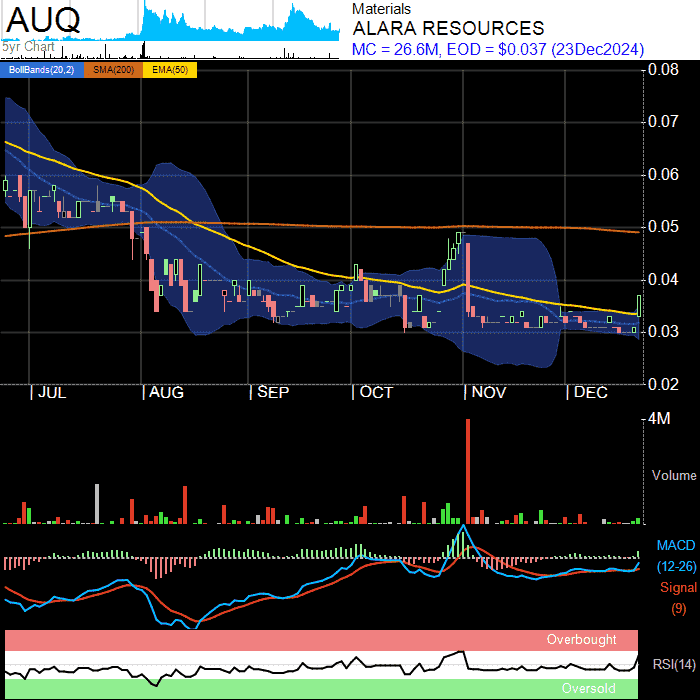 AUQ
5yr Chart
Materials
ALARA RESOURCES
MC = 26.6M, EOD = $0.037 (23Dec2024)
BollBands(20,2) SMA(200) EMA(50)
0.08
0.07
0.06
0.05
0.04
0.03
0.02
JUL AUG SEP OCT NOV DEC
4M
Volume
MACD
(12-26)
Signal
(9)
Overbought
RSI(14)
Oversold